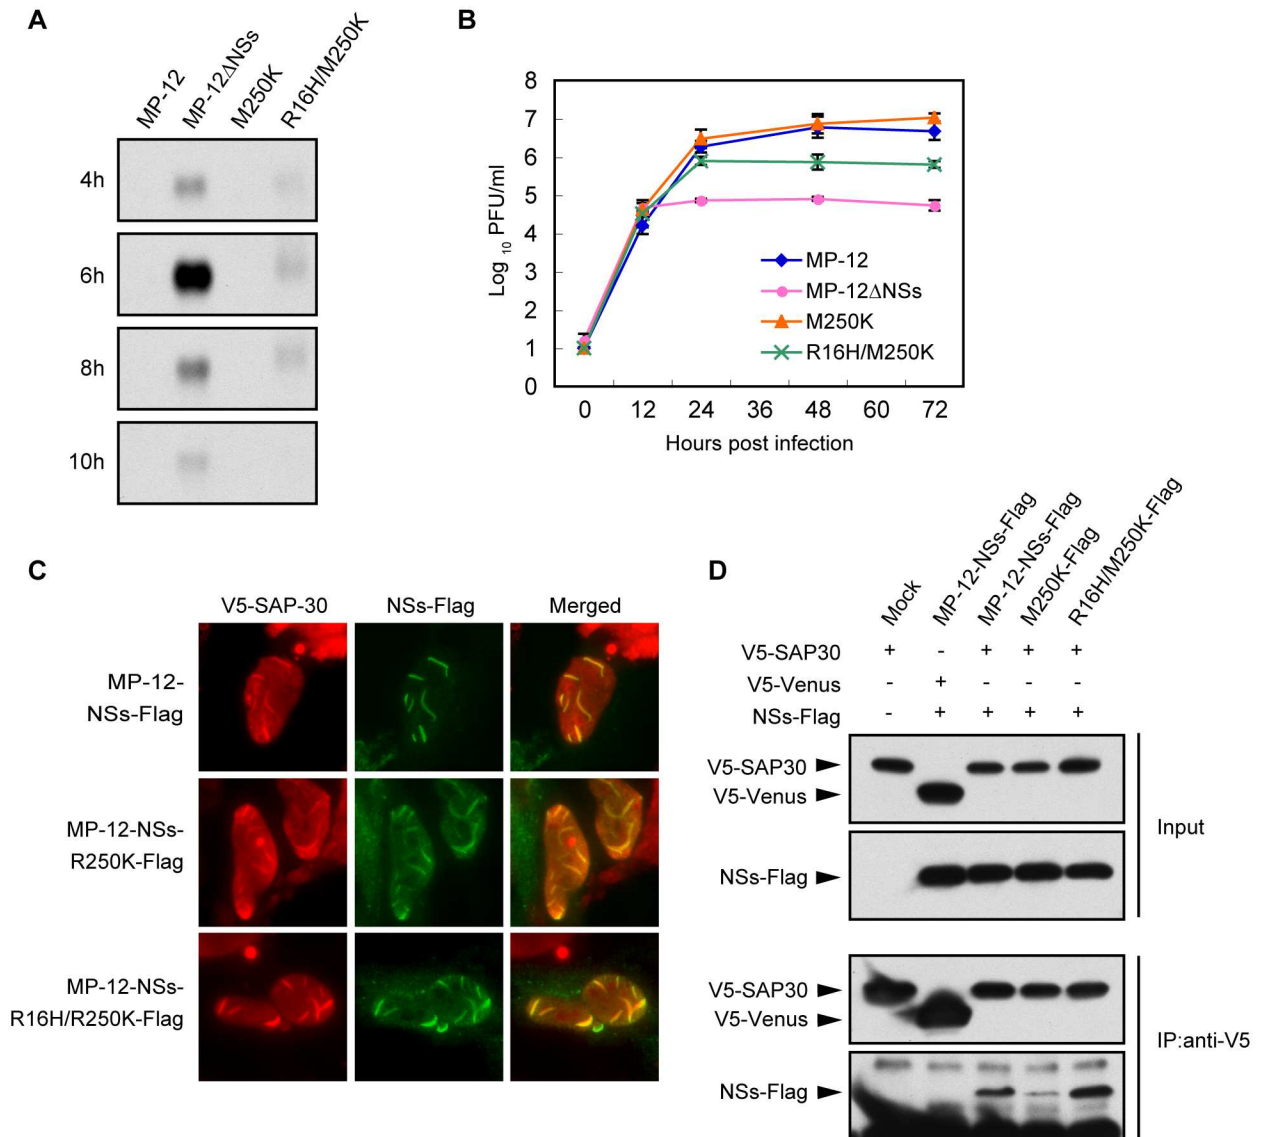 A
MP-12
MP-12ΔNSs
M250K
R16H/M250K
4h
6h
8h
10h
B
8
7
6
5
4
3
2
1
0
Log 10 PFU/ml
MP-12
MP-12ΔNSs
M250K
R16H/M250K
0 12 24 36 48 60 72
Hours post infection
C
V5-SAP-30 NSs-Flag Merged
MP-12-
NSs-Flag
MP-12-NSs-
R250K-Flag
MP-12-NSs-
R16H/R250K-Flag
D
Mock
MP-12-NSs-Flag
MP-12-NSs-Flag
M250K-Flag
R16H/M250K-Flag
V5-SAP30 + - + + +
V5-Venus - + - - -
NSs-Flag - + + + +
V5-SAP30
V5-Venus
NSs-Flag
Input
V5-SAP30
V5-Venus
NSs-Flag
IP:anti-V5